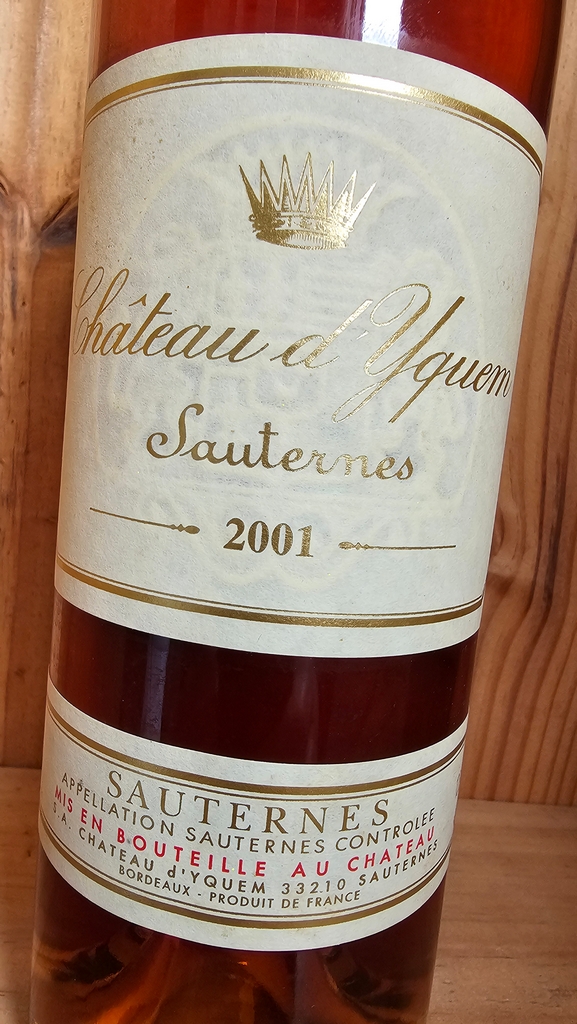 Château d'Yquem
Sauternes
2001
SAUTERNES
APPELLATION SAUTERNES CONTROLEE
MIS EN BOUTEILLE AU CHATEAU
S.A. CHATEAU d'YQUEM 33210 SAUTERNES
BORDEAUX - PRODUIT DE FRANCE